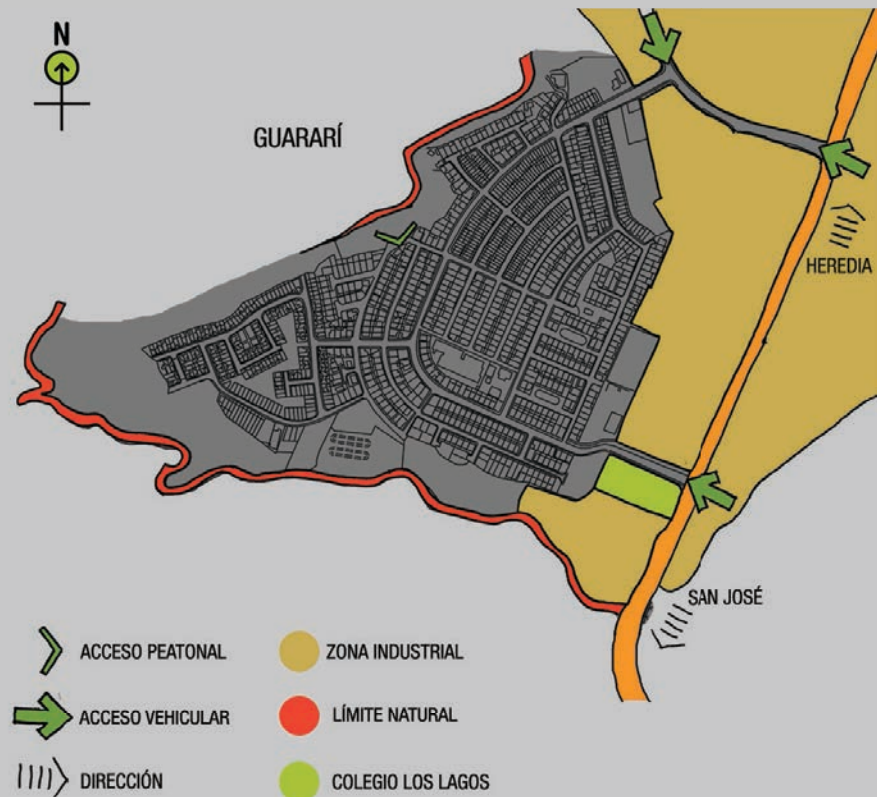 N
GUARARÍ
HEREDIA
SAN JOSÉ
ACCESO PEATONAL
ZONA INDUSTRIAL
ACCESO VEHICULAR
LÍMITE NATURAL
DIRECCIÓN
COLEGIO LOS LAGOS